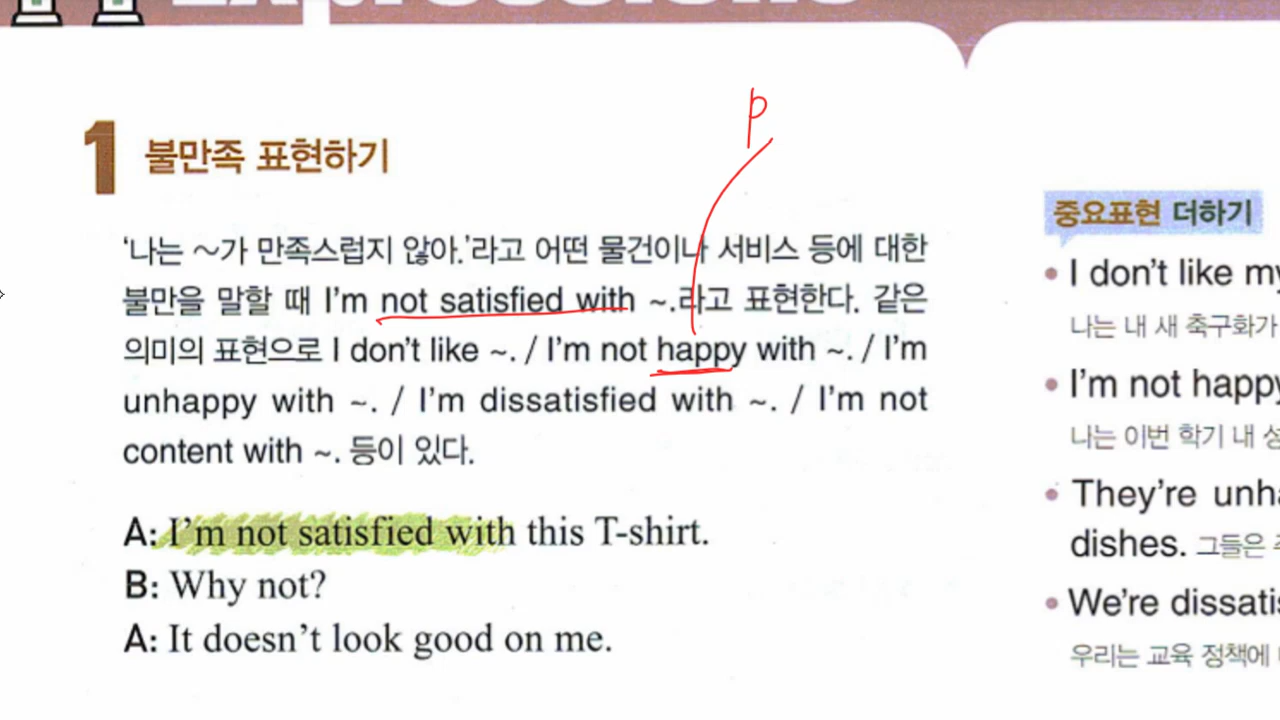 Expressions
p
1 불만족 표현하기
'나는 ~가 만족스럽지 않아.'라고 어떤 물건이나 서비스 등에 대한
불만을 말할 때 I'm not satisfied with ~.라고 표현한다. 같은
의미의 표현으로 I don't like ~. / I'm not happy with ~. / I'm
unhappy with ~. / I'm dissatisfied with ~. / I'm not
content with ~. 등이 있다.
A: I'm not satisfied with this T-shirt.
B: Why not?
A: It doesn't look good on me.
중요표현 더하기
• I don't like my
나는 내 새 축구화가
• I'm not happy
나는 이번 학기 내
• They're
dishes. 그들은
• We're
우리는 교육 정책에